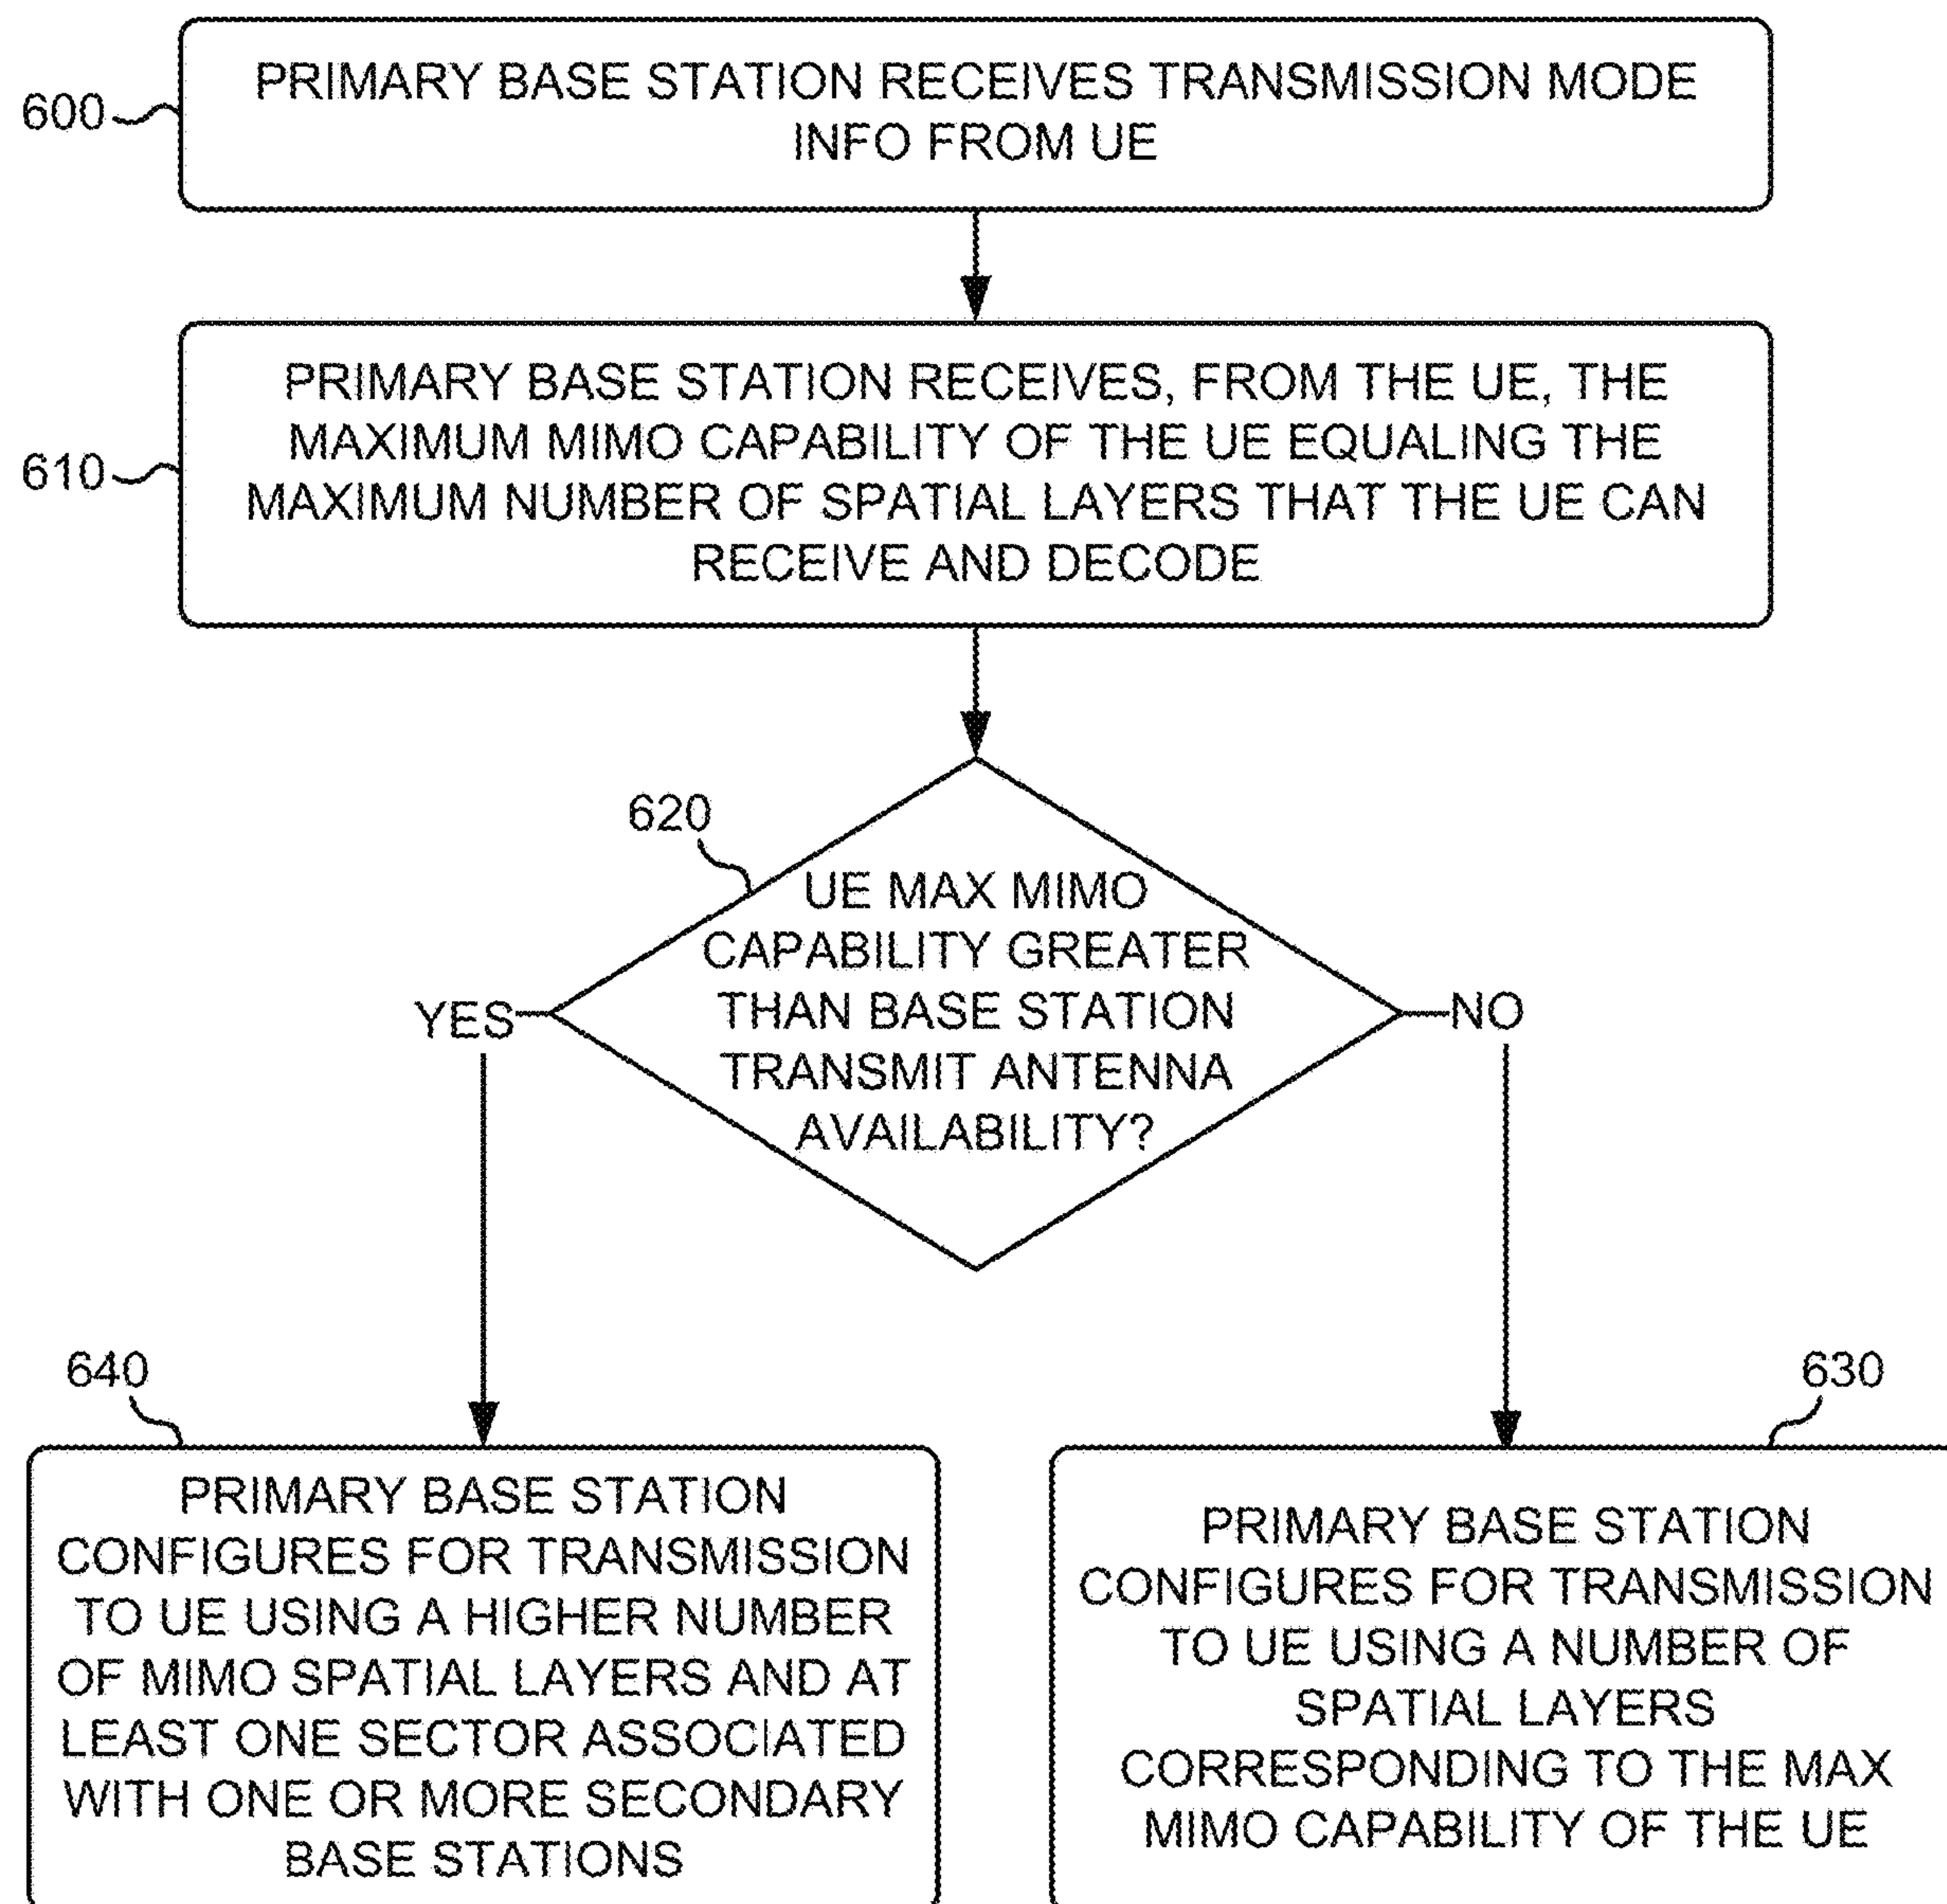 600
PRIMARY BASE STATION RECEIVES TRANSMISSION MODE
INFO FROM UE
610
PRIMARY BASE STATION RECEIVES, FROM THE UE, THE
MAXIMUM MIMO CAPABILITY OF THE UE EQUALING THE
MAXIMUM NUMBER OF SPATIAL LAYERS THAT THE UE CAN
RECEIVE AND DECODE
620
UE MAX MIMO
CAPABILITY GREATER
THAN BASE STATION
TRANSMIT ANTENNA
AVAILABILITY?
YES
NO
640
PRIMARY BASE STATION
CONFIGURES FOR TRANSMISSION
TO UE USING A HIGHER NUMBER
OF MIMO SPATIAL LAYERS AND AT
LEAST ONE SECTOR ASSOCIATED
WITH ONE OR MORE SECONDARY
BASE STATIONS
630
PRIMARY BASE STATION
CONFIGURES FOR TRANSMISSION
TO UE USING A NUMBER OF
SPATIAL LAYERS
CORRESPONDING TO THE MAX
MIMO CAPABILITY OF THE UE